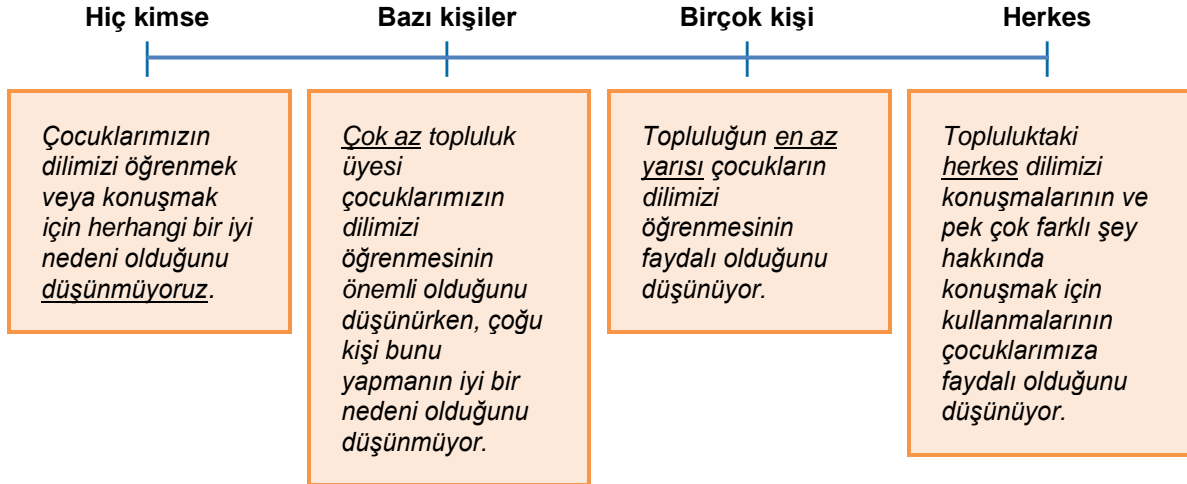 Hiç kimse
Bazı kişiler
Birçok kişi
Herkes
Çocuklarımızın
dilimizi öğrenmek
veya konuşmak
için herhangi bir iyi
nedeni olduğunu
düşünmüyoruz.
Çok az topluluk
üyesi
çocuklarımızın
dilimizi
öğrenmesinin
önemli olduğunu
düşünürken, çoğu
kişi bunu
yapmanın iyi bir
nedeni olduğunu
düşünmüyor.
Topluluğun en az
yarısı çocukların
dilimizi
öğrenmesinin
faydalı olduğunu
düşünüyor.
Topluluktaki
herkes dilimizi
konuşmalarının ve
pek çok farklı şey
hakkında
konuşmak için
kullanmalarının
çocuklarımıza
faydalı olduğunu
düşünüyor.